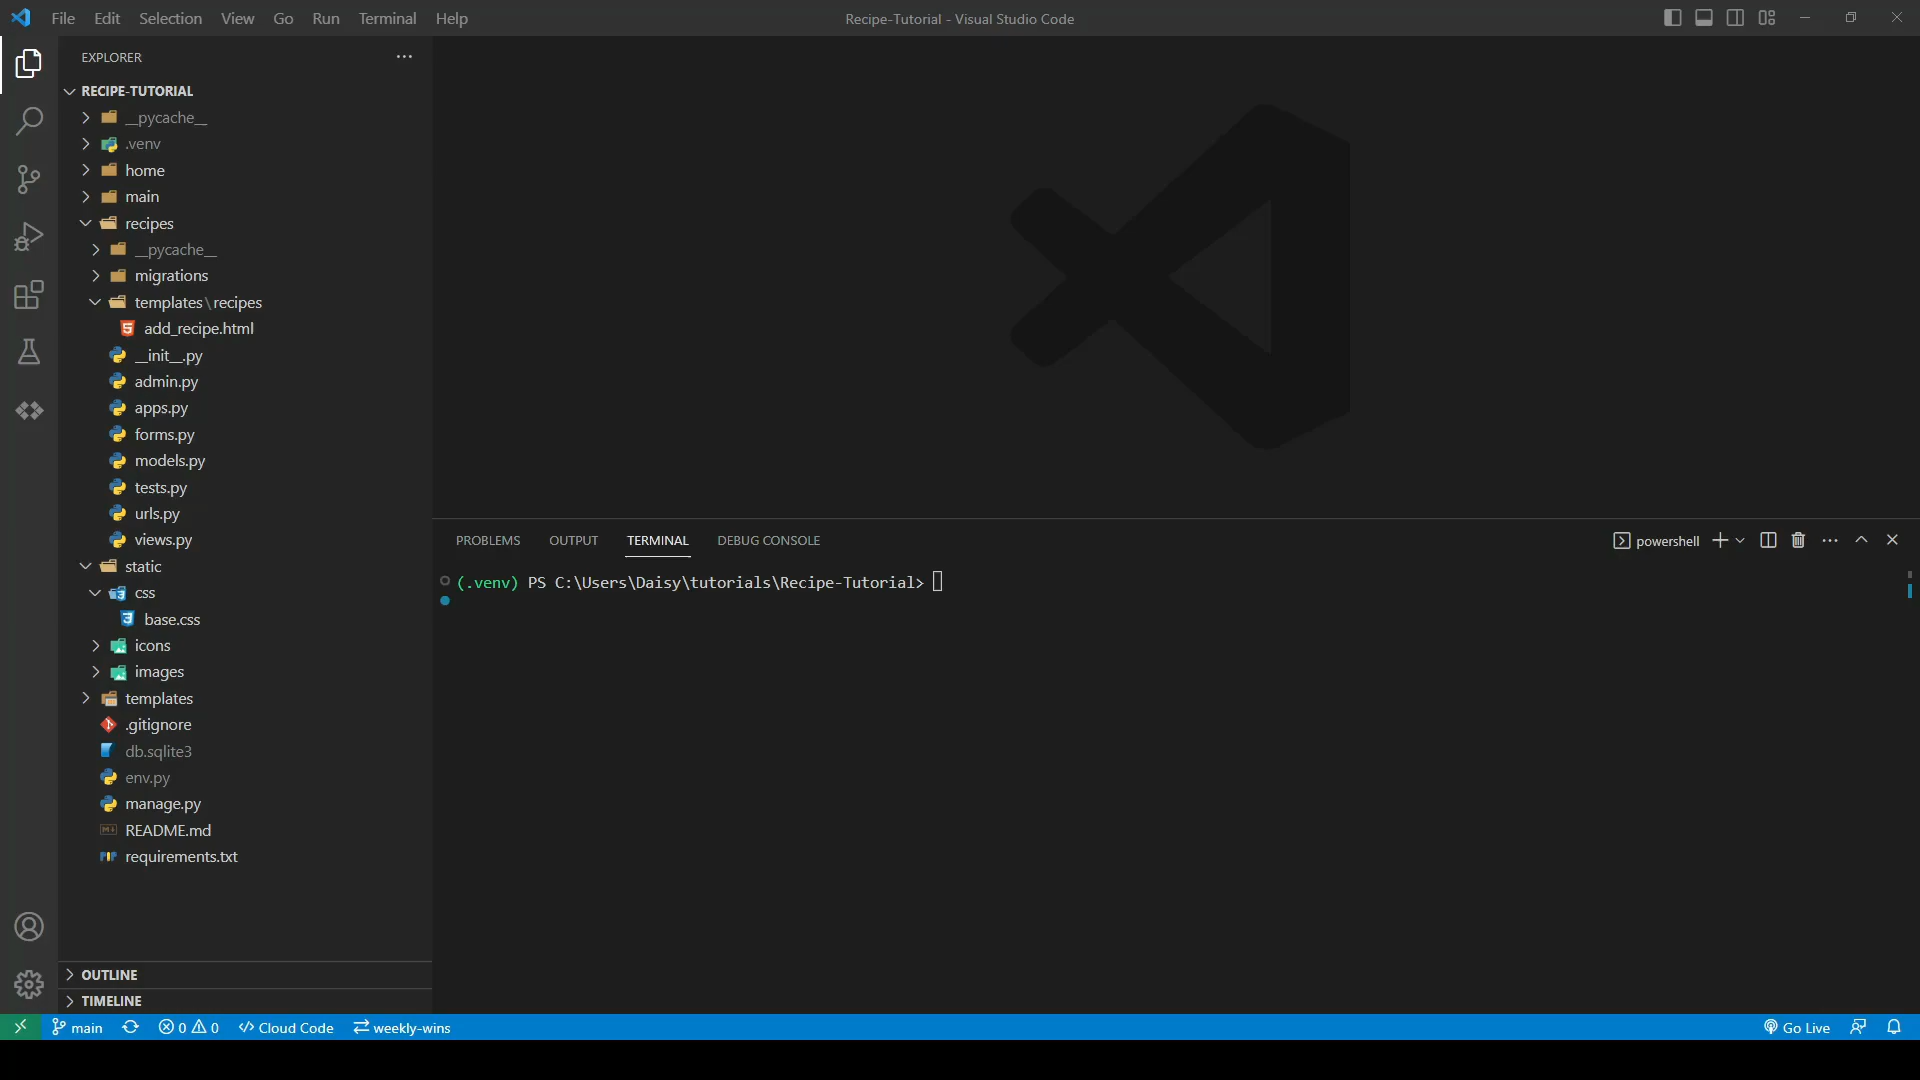 File Edit Selection View Go Run Terminal Help
Recipe-Tutorial - Visual Studio Code
EXPLORER
RECIPE-TUTORIAL
__pycache__
.venv
home
main
recipes
__pycache__
migrations
templates\recipes
add_recipe.html
__init__.py
admin.py
apps.py
forms.py
models.py
tests.py
urls.py
views.py
static
css
base.css
icons
images
templates
.gitignore
db.sqlite3
env.py
manage.py
README.md
requirements.txt
OUTLINE
TIMELINE
PROBLEMS OUTPUT TERMINAL DEBUG CONSOLE
powershell
(.venv) PS C:\Users\Daisy\tutorials\Recipe-Tutorial>
main 0 0 Cloud Code weekly-wins Go Live